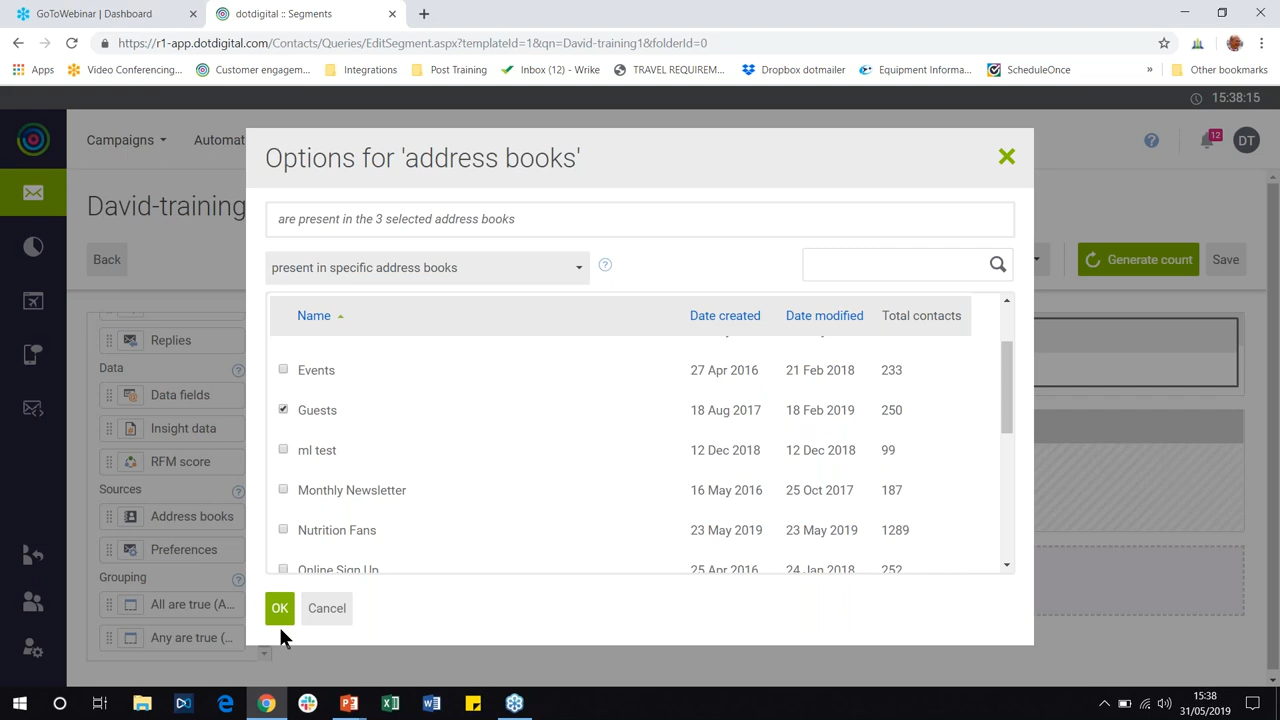 GoToWebinar | Dashboard
dotdigital :: Segments
https://r1-app.dotdigital.com/Contacts/Queries/EditSegment.aspx?templateId=1&qn=David-training1&folderId=0
Apps
Video Conferencing...
Customer engagem...
Integrations
Post Training
Inbox (12) - Wrike
TRAVEL REQUIREM...
Dropbox dotmailer
Equipment Informa...
ScheduleOnce
»
Other bookmarks
15:38:15
Campaigns
Automat
12
DT
David-training
Back
Generate count
Save
Options for 'address books'
are present in the 3 selected address books
present in specific address books
Name Date created Date modified Total contacts
Events 27 Apr 2016 21 Feb 2018 233
Guests 18 Aug 2017 18 Feb 2019 250
ml test 12 Dec 2018 12 Dec 2018 99
Monthly Newsletter 16 May 2016 25 Oct 2017 187
Nutrition Fans 23 May 2019 23 May 2019 1289
Online Sign Up 25 Apr 2016 24 Jan 2018 252
OK
Cancel
Replies
Data
Data fields
Insight data
RFM score
Sources
Address books
Preferences
Grouping
All are true (A...
Any are true (...
15:38
31/05/2019